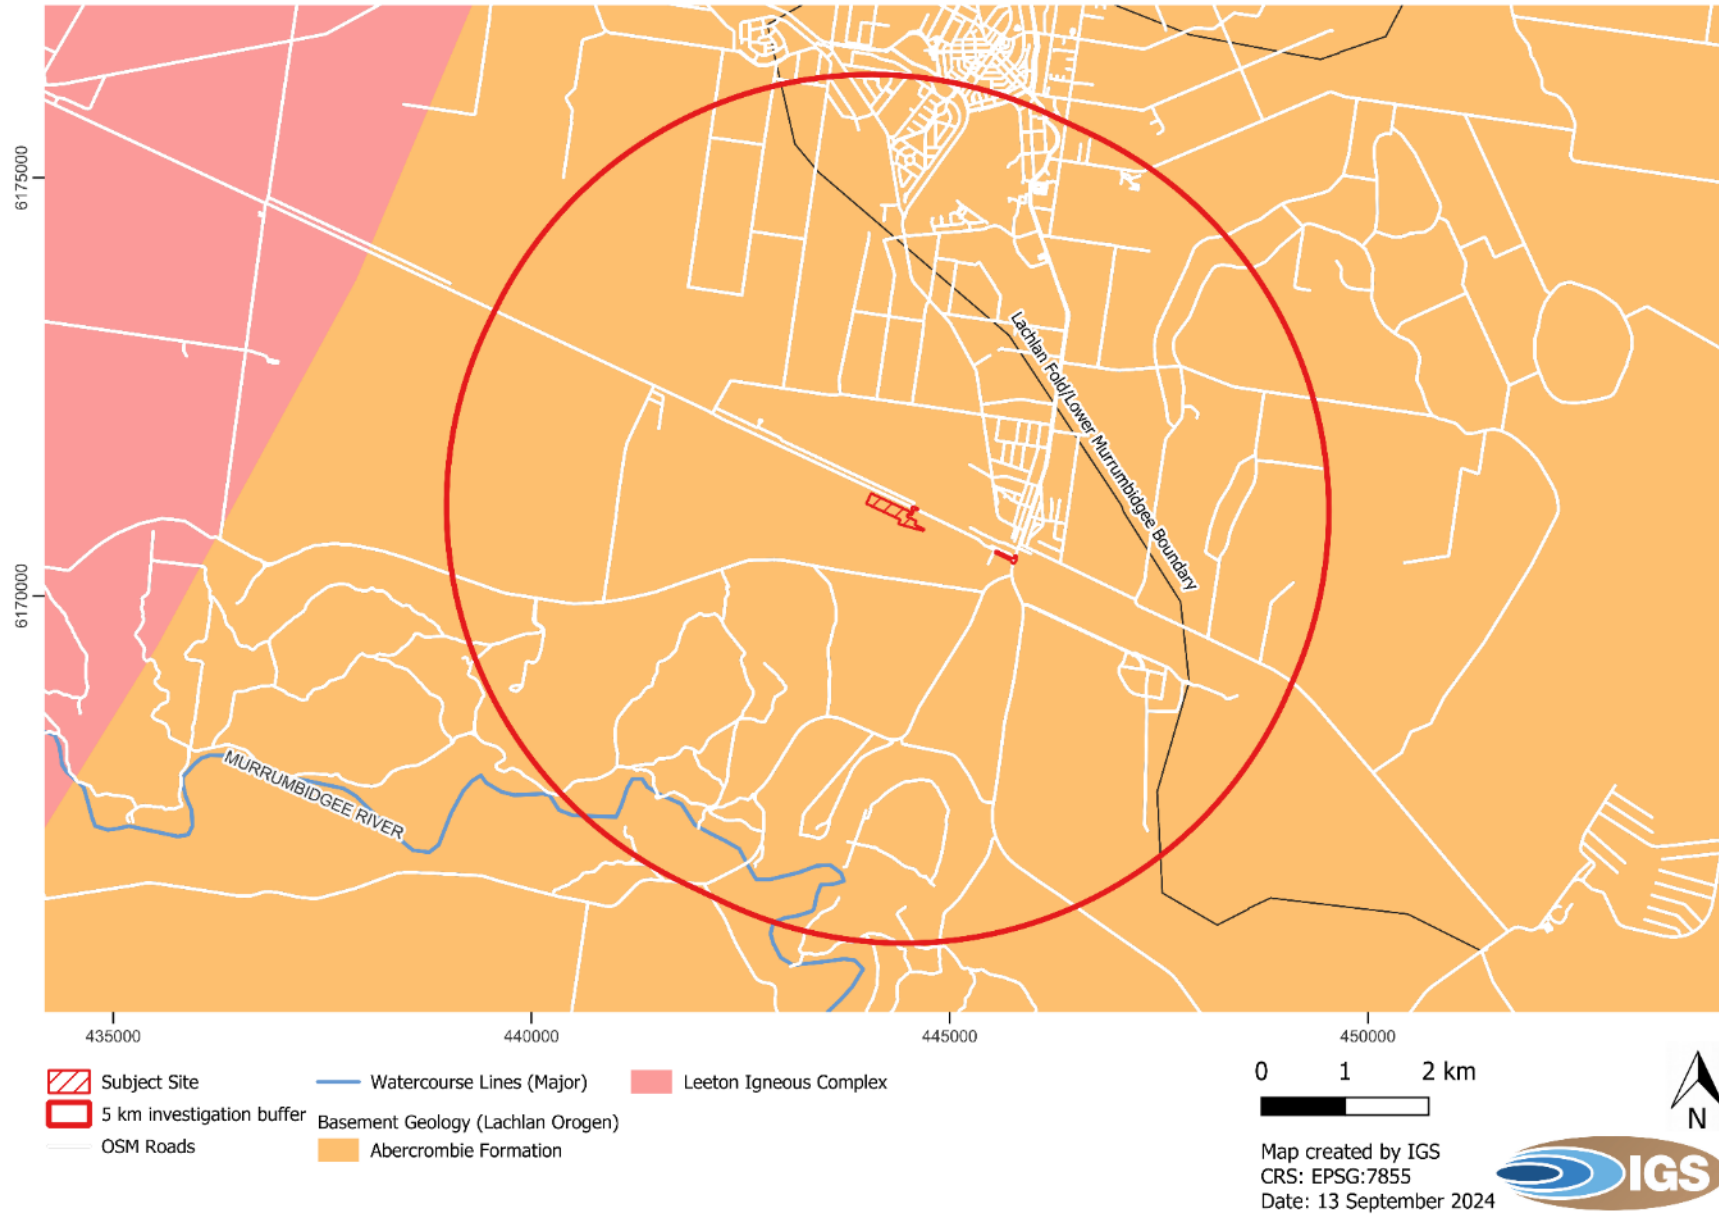 6175000
Lachlan Fold/Lower Murrumbidgee Boundary
6170000
MURRUMBIDGEE RIVER
435000
440000
445000
450000
Subject Site
5 km investigation buffer
OSM Roads
Watercourse Lines (Major)
Basement Geology (Lachlan Orogen)
Abercrombie Formation
Leeton Igneous Complex
0 1 2 km
N
Map created by IGS
CRS: EPSG:7855
Date: 13 September 2024
IGS